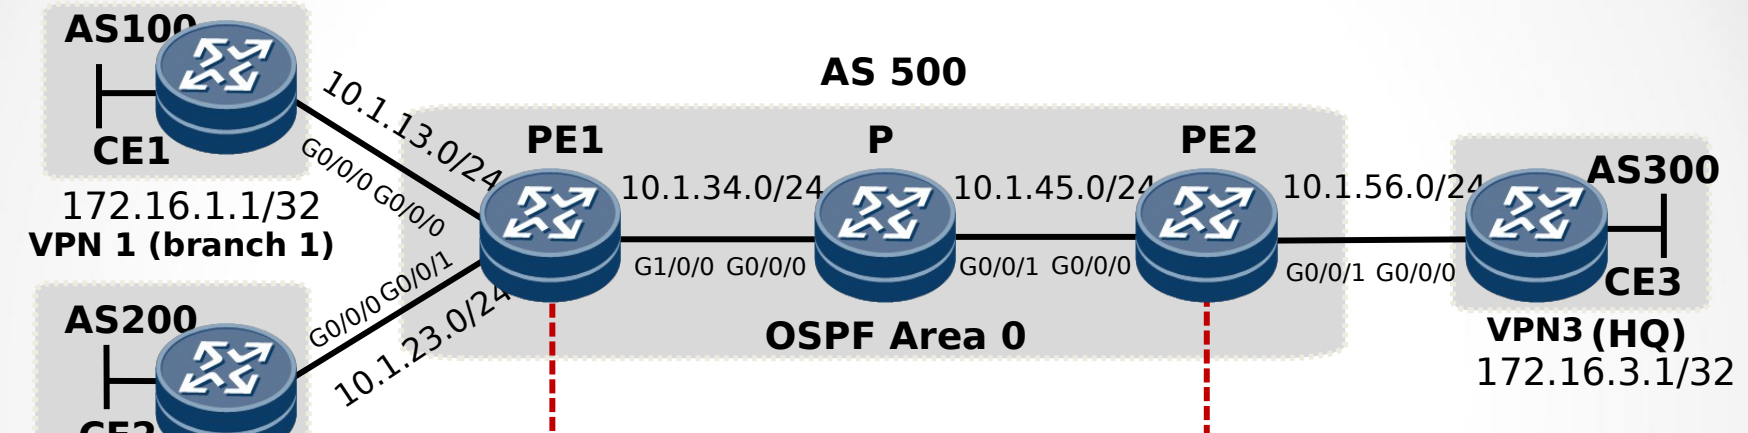 AS100
CE1
172.16.1.1/32
VPN 1 (branch 1)
10.1.13.0/24
G0/0/0 G0/0/0
AS200
G0/0/0 G0/0/1
10.1.23.0/24
AS 500
PE1
P
PE2
10.1.34.0/24
10.1.45.0/24
10.1.56.0/24
G1/0/0 G0/0/0
G0/0/1 G0/0/0
G0/0/1 G0/0/0
OSPF Area 0
AS300
CE3
VPN3 (HQ)
172.16.3.1/32